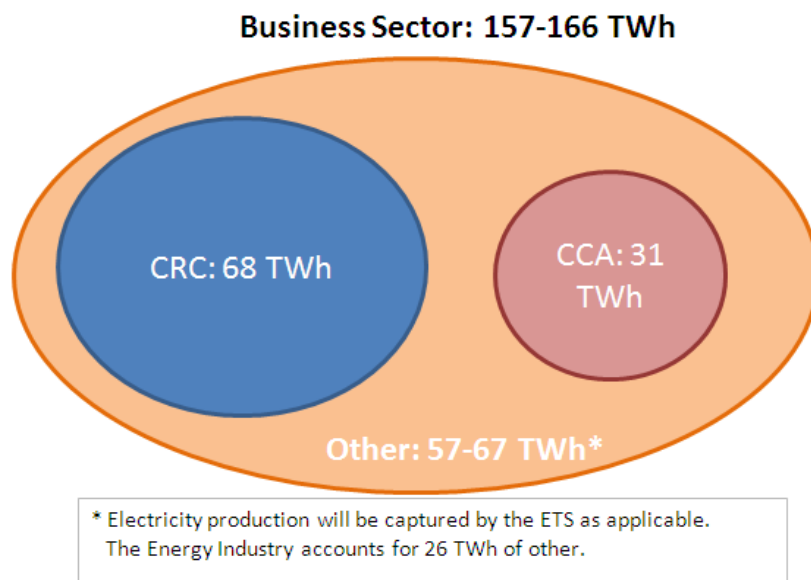 Business Sector: 157-166 TWh
CRC: 68 TWh
CCA: 31
TWh
Other: 57-67 TWh*
* Electricity production will be captured by the ETS as applicable.
The Energy Industry accounts for 26 TWh of other.